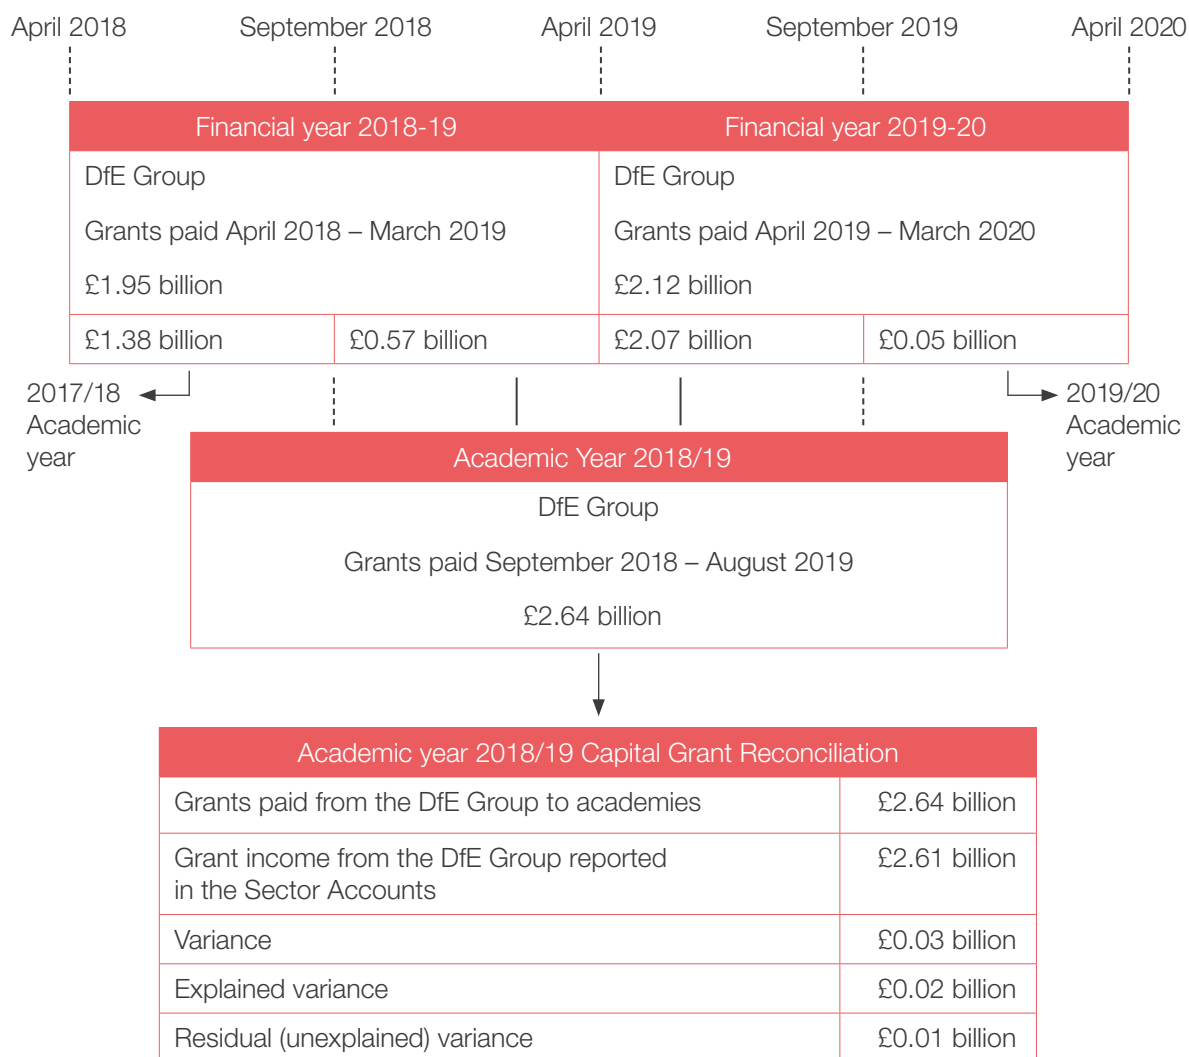 April 2018 September 2018 April 2019 September 2019 April 2020
Financial year 2018-19 Financial year 2019-20
DfE Group DfE Group
Grants paid April 2018 – March 2019 Grants paid April 2019 – March 2020
£1.95 billion £2.12 billion
£1.38 billion £0.57 billion £2.07 billion £0.05 billion
2017/18 2019/20
Academic Academic
year year
Academic Year 2018/19
DfE Group
Grants paid September 2018 – August 2019
£2.64 billion
Academic year 2018/19 Capital Grant Reconciliation
Grants paid from the DfE Group to academies £2.64 billion
Grant income from the DfE Group reported £2.61 billion
in the Sector Accounts
Variance £0.03 billion
Explained variance £0.02 billion
Residual (unexplained) variance £0.01 billion